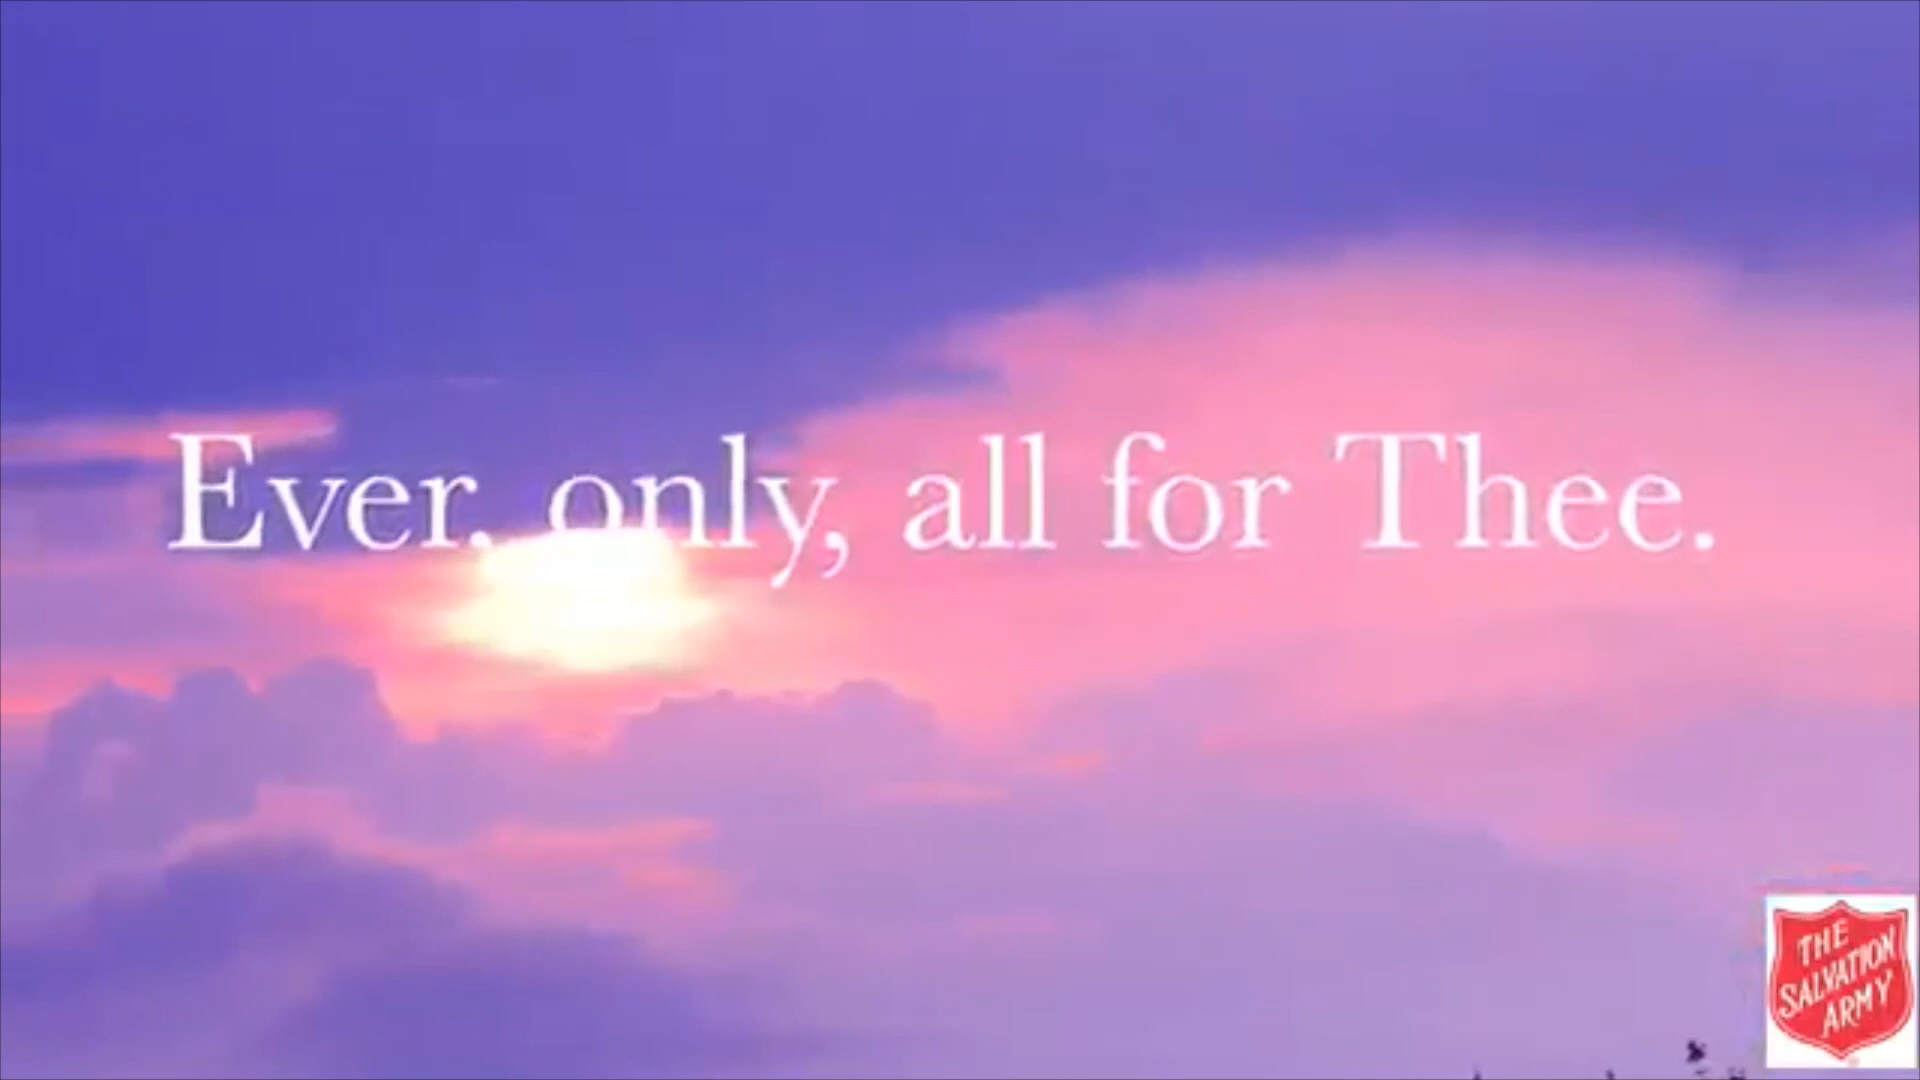 Ever, only, all for Thee.
THE
SALVATION
ARMY